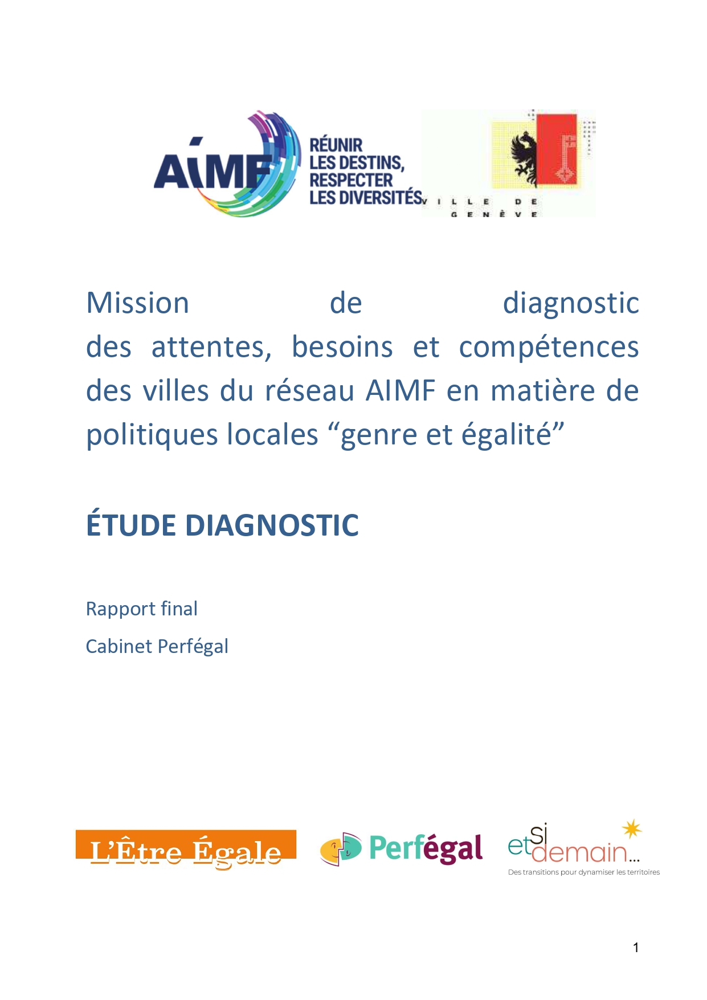 AiMF
RÉUNIR
LES DESTINS,
RESPECTER
LES DIVERSITÉS
VILLE DE
GENÈVE
Mission de diagnostic
des attentes, besoins et compétences
des villes du réseau AIMF en matière de
politiques locales “genre et égalité”
ÉTUDE DIAGNOSTIC
Rapport final
Cabinet Perfégal
L’Être Égale
Perfégal
et si
demain...
Des transitions pour dynamiser les territoires
1